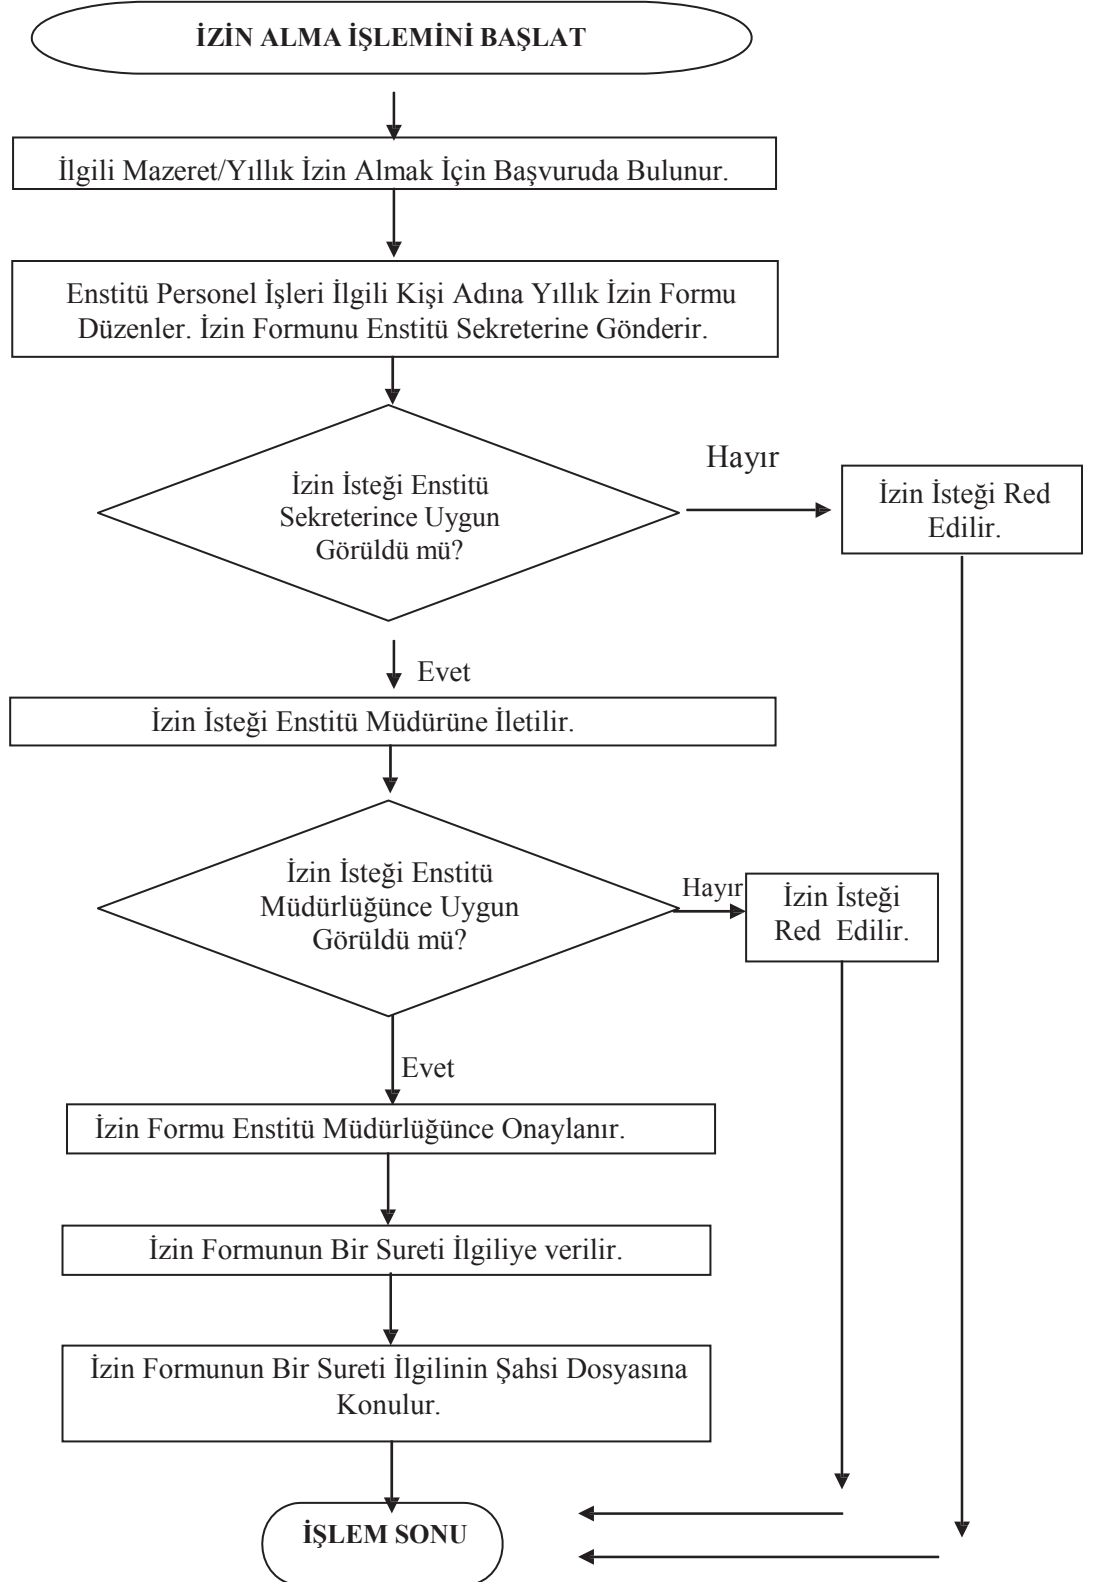 İZİN ALMA İŞLEMİNİ BAŞLAT
İlgili Mazeret/Yıllık İzin Almak İçin Başvuruda Bulunur.
Enstitü Personel İşleri İlgili Kişi Adına Yıllık İzin Formu
Düzenler. İzin Formunu Enstitü Sekreterine Gönderir.
İzin İsteği Enstitü
Sekreterince Uygun
Görüldü mü?
Hayır
İzin İsteği Red
Edilir.
Evet
İzin İsteği Enstitü Müdürüne İletilir.
İzin İsteği Enstitü
Müdürlüğünce Uygun
Görüldü mü?
Hayır
İzin İsteği
Red Edilir.
Evet
İzin Formu Enstitü Müdürlüğünce Onaylanır.
İzin Formunun Bir Sureti İlgiliye verilir.
İzin Formunun Bir Sureti İlgilinin Şahsi Dosyasına
Konulur.
İŞLEM SONU